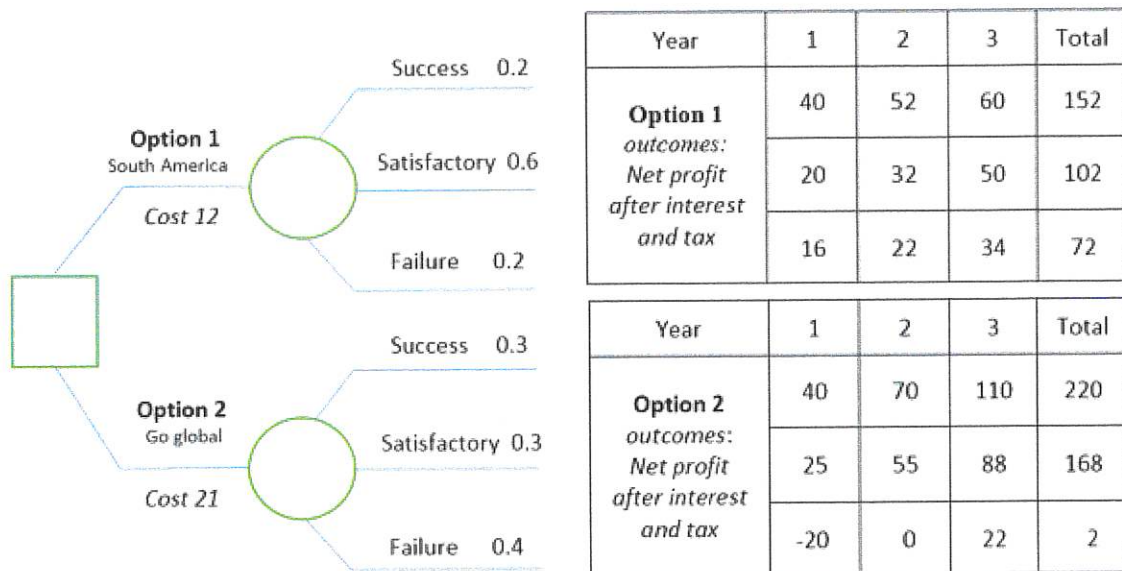 Success 0.2
Option 1
South America
Satisfactory 0.6
Cost 12
Failure 0.2
Success 0.3
Option 2
Go global
Satisfactory 0.3
Cost 21
Failure 0.4
Year 1 2 3 Total
Option 1
outcomes:
Net profit
after interest
and tax
40 52 60 152
20 32 50 102
16 22 34 72
Year 1 2 3 Total
Option 2
outcomes:
Net profit
after interest
and tax
40 70 110 220
25 55 88 168
-20 0 22 2